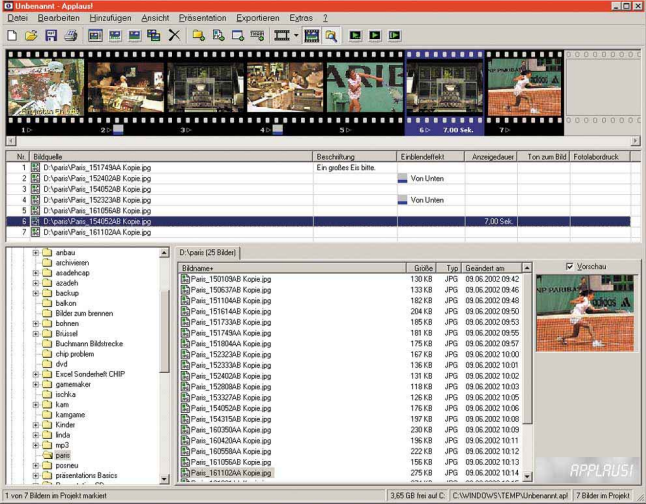 Unbenannt - Applaus!
Datei Bearbeiten Hinzufügen Ansicht Präsentation Exportieren Extras ?
1 2 3 4 5 6 7.00 Sek. 7
Nr. Bildquelle Beschriftung Einblendeffekt Anzeigedauer Ton zum Bild Fotolabordruck
1 D:\paris\Paris_151749AA Kopie.jpg Ein großes Eis bitte.
2 D:\paris\Paris_152402AB Kopie.jpg Von Unten
3 D:\paris\Paris_154052AB Kopie.jpg
4 D:\paris\Paris_152323AB Kopie.jpg Von Unten
5 D:\paris\Paris_161056AB Kopie.jpg
6 D:\paris\Paris_154052AB Kopie.jpg 7,00 Sek.
7 D:\paris\Paris_161102AA Kopie.jpg
anbau
archivieren
asadehcap
azadeh
backup
balkon
Bilder zum brennen
bohnen
Brüssel
Buchmann Bildstrecke
chip problem
dvd
Excel Sonderheft CHIP
gamemaker
ischka
kam
kamgame
Kinder
linda
mp3
paris
posneu
präsentations Basics
D:\paris (25 Bilder)
Bildname+ Größe Typ Geändert am
Paris_150109AB Kopie.jpg 130 KB JPG 09.06.2002 09:42
Paris_150637AB Kopie.jpg 133 KB JPG 09.06.2002 09:46
Paris_151104AB Kopie.jpg 182 KB JPG 09.06.2002 09:48
Paris_151614AB Kopie.jpg 204 KB JPG 09.06.2002 09:50
Paris_151733AB Kopie.jpg 185 KB JPG 09.06.2002 09:53
Paris_151749AA Kopie.jpg 181 KB JPG 09.06.2002 09:55
Paris_151804AA Kopie.jpg 175 KB JPG 09.06.2002 09:57
Paris_152323AB Kopie.jpg 167 KB JPG 09.06.2002 10:00
Paris_152333AB Kopie.jpg 136 KB JPG 09.06.2002 10:01
Paris_152402AB Kopie.jpg 131 KB JPG 09.06.2002 10:02
Paris_152808AB Kopie.jpg 118 KB JPG 09.06.2002 10:03
Paris_153327AB Kopie.jpg 126 KB JPG 09.06.2002 10:05
Paris_154052AB Kopie.jpg 176 KB JPG 09.06.2002 10:06
Paris_154315AB Kopie.jpg 197 KB JPG 09.06.2002 10:08
Paris_160350AA Kopie.jpg 230 KB JPG 09.06.2002 10:09
Paris_160420AA Kopie.jpg 196 KB JPG 09.06.2002 10:11
Paris_160558AA Kopie.jpg 222 KB JPG 09.06.2002 10:12
Paris_161056AB Kopie.jpg 156 KB JPG 09.06.2002 10:13
Paris_161102AA Kopie.jpg 275 KB JPG 09.06.2002 10:14
Vorschau
adidas
APPLAUS!
1 von 7 Bildern im Projekt markiert 3,65 GB frei auf C: C:\WINDOWS\TEMP\Unbenannt.apl 7 Bilder im Projekt